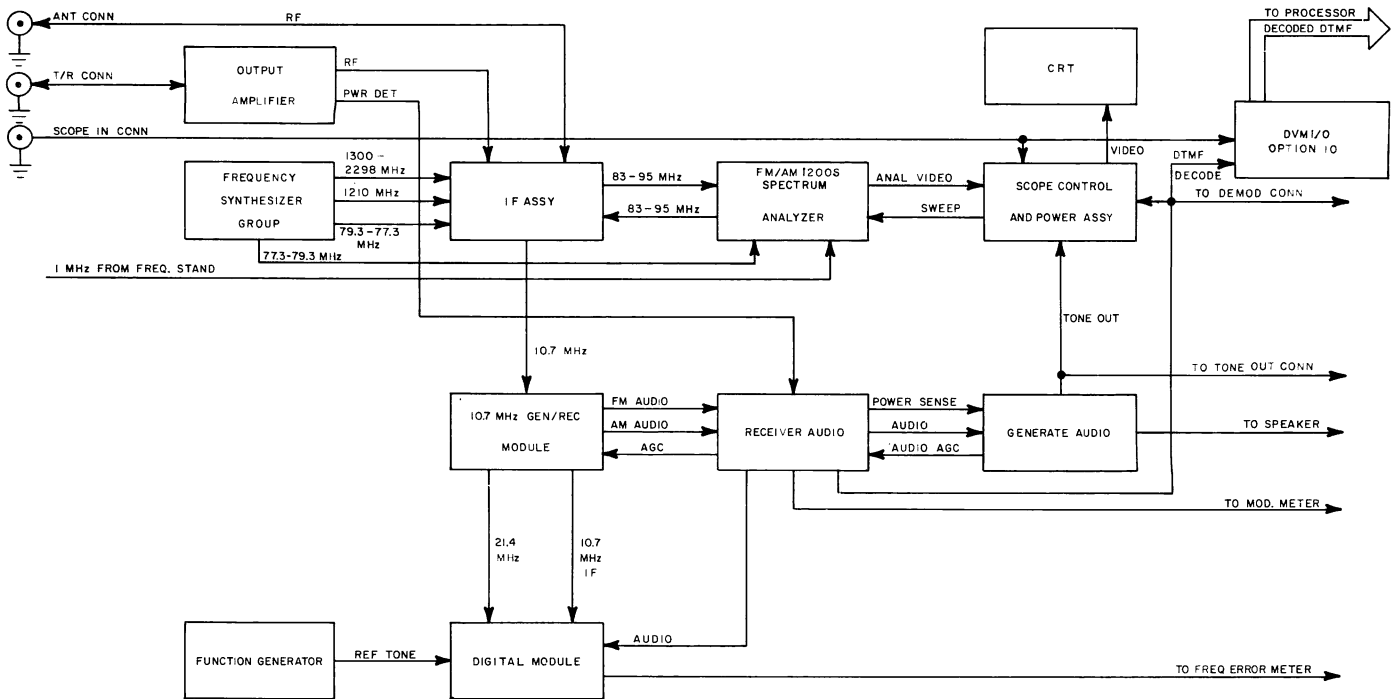 ANT CONN
RF
TO PROCESSOR
DECODED DTMF
T/R CONN
OUTPUT
AMPLIFIER
RF
PWR DET
CRT
SCOPE IN CONN
DVM I/O
OPTION 10
VIDEO
DTMF
DECODE
FREQUENCY
SYNTHESIZER
GROUP
1300 -
2298 MHz
1210 MHz
79.3-77.3
MHz
77.3-79.3 MHz
IF ASSY
83-95 MHz
83-95 MHz
FM/AM 1200S
SPECTRUM
ANALYZER
ANAL VIDEO
SWEEP
SCOPE CONTROL
AND POWER ASSY
TO DEMOD CONN
1 MHz FROM FREQ. STAND
10.7 MHz
TONE OUT
TO TONE OUT CONN
10.7 MHz GEN/REC
MODULE
FM AUDIO
AM AUDIO
AGC
RECEIVER AUDIO
POWER SENSE
AUDIO
AUDIO AGC
GENERATE AUDIO
TO SPEAKER
TO MOD. METER
21.4
MHz
10.7
MHz
IF
FUNCTION GENERATOR
REF TONE
DIGITAL MODULE
AUDIO
TO FREQ ERROR METER